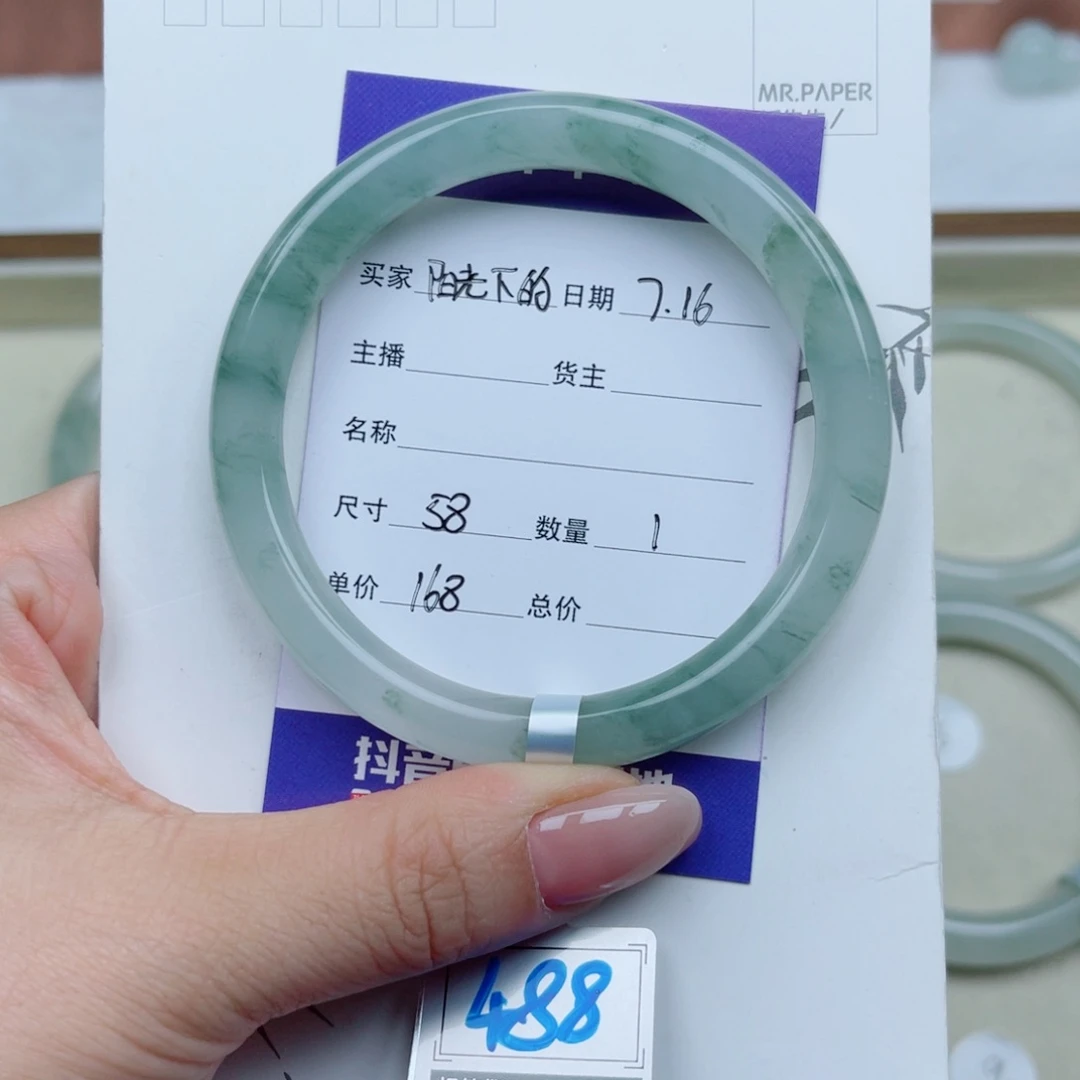 MR.PAPER
买家 阳光下的 日期 7.16
主播 货主
名称
尺寸 58 数量 1
单价 168 总价
抖音
488